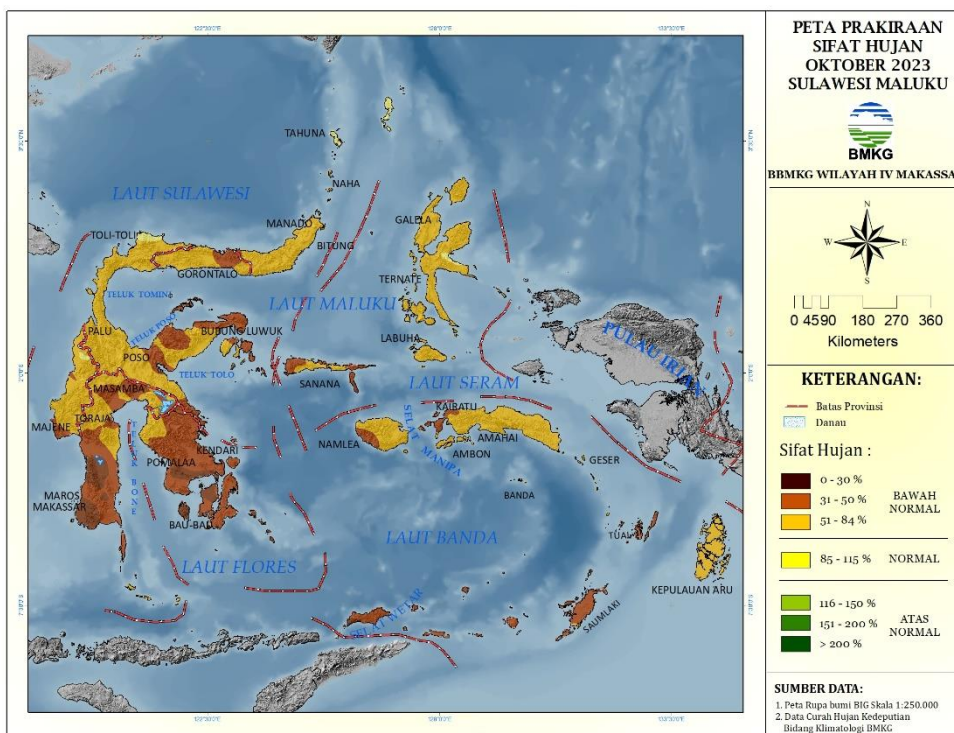 PETA PRAKIRAAN
SIFAT HUJAN
OKTOBER 2023
SULAWESI MALUKU
BMKG
BBMKG WILAYAH IV MAKASSA
N
W E
S
0 45 90 180 270 360
Kilometers
KETERANGAN:
Batas Provinsi
Danau
Sifat Hujan :
0 - 30 %
31 - 50 %
51 - 84 %
BAWAH
NORMAL
85 - 115 %
NORMAL
116 - 150 %
151 - 200 %
> 200 %
ATAS
NORMAL
SUMBER DATA:
1. Peta Rupa bumi BIG Skala 1:250.000
2. Data Curah Hujan Kedeputian
Bidang Klimatologi BMKG
TAHUNA
NAHA
LAUT SULAWESI
MANADO
GALELA
TOLI-TOLI
BITUNG
GORONTALO
TERNATE
TELUK TOMINI
LAUT MALUKU
PALU
TELUK POSO
LUWUK
LABUHA
PULAU IRIAN
POSO
TELUK TOLO
LAUT SERAM
MASAMBA
SANANA
TORAJA
KAIRATU
MAJENE
NAMLEA
SELAT MANIPA
AMAHAI
KENDARI
AMBON
POMALAA
TELUK BONE
GESER
MAROS
MAKASSAR
BANDA
BAU-BAU
TUAL
LAUT BANDA
LAUT FLORES
KEPULAUAN ARU
SELAT WETAR
SAUMLAKI